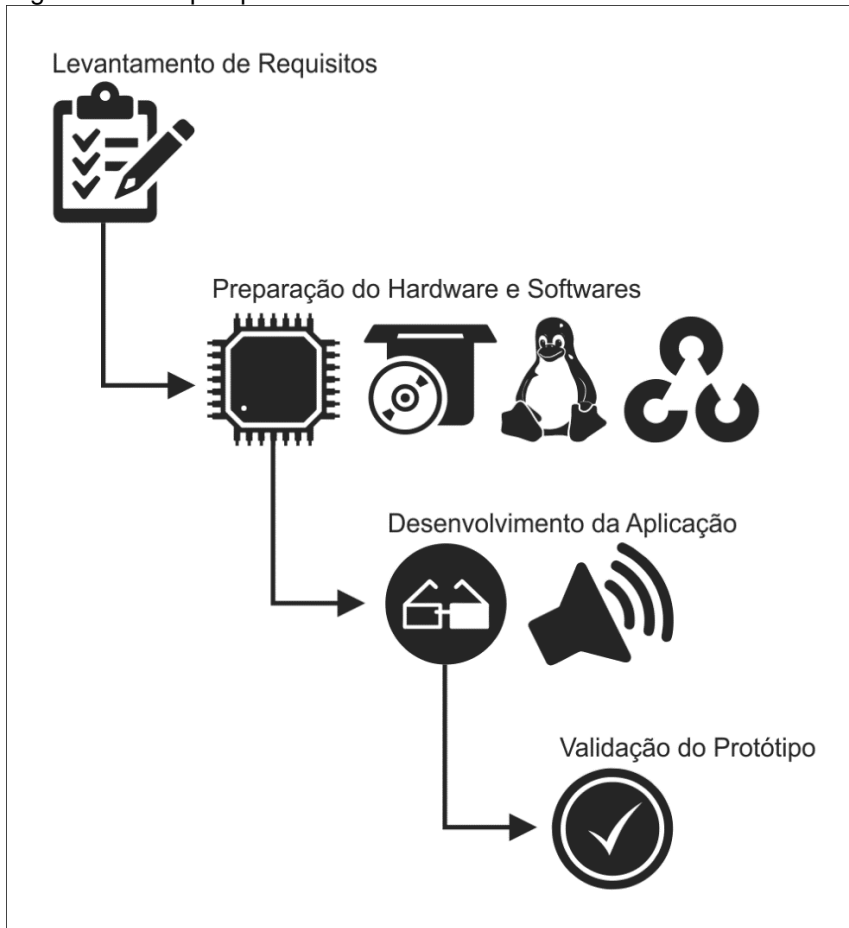 Levantamento de Requisitos
Preparação do Hardware e Softwares
Desenvolvimento da Aplicação
Validação do Protótipo